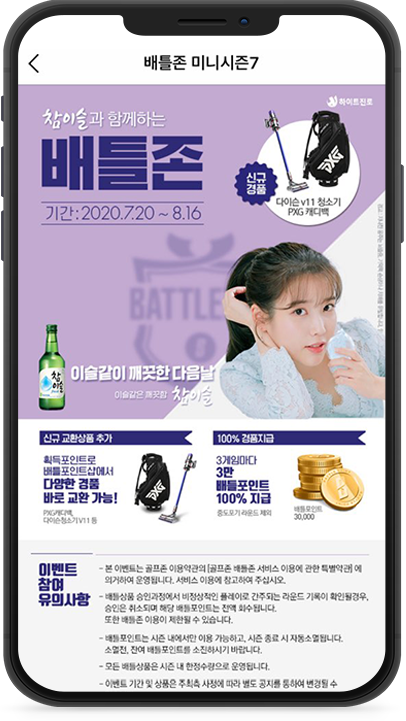 배틀존 미니시즌7
하이트진로
참이슬과 함께하는
배틀존
기간 : 2020.7.20 ~ 8.16
신규
경품
PXG
다이슨 v11 청소기
PXG 캐디백
BATTLE
참이슬
이슬같이 깨끗한 다음날
이슬같은 깨끗함 참이슬
신규 교환상품 추가
획득포인트로
배틀포인트샵에서
다양한 경품
바로 교환 가능!
PXG캐디백,
다이슨청소기V11 등
PXG
100% 경품지급
3게임마다
3만
배틀포인트
100% 지급
중도포기 라운드 제외
배틀포인트
30,000
이벤트
참여
유의사항
- 본 이벤트는 골프존 이용약관의 [골프존 배틀존 서비스 이용에 관한 특별약관] 에
의거하여 운영됩니다. 서비스 이용에 참고하여 주십시오.
- 배틀상품 승인과정에서 비정상적인 플레이로 간주되는 라운드 기록이 확인될경우,
승인은 취소되며 해당 배틀포인트는 전액 회수됩니다.
또한 배틀존 이용이 제한될 수 있습니다.
- 배틀포인트는 시즌 내에서만 이용 가능하고, 시즌 종료 시 자동소멸됩니다.
소멸전, 잔여 배틀포인트를 소진하시기 바랍니다.
- 모든 배틀상품은 시즌 내 한정수량으로 운영됩니다.
- 이벤트 기간 및 상품은 주최측 사정에 따라 별도 공지를 통하여 변경될 수